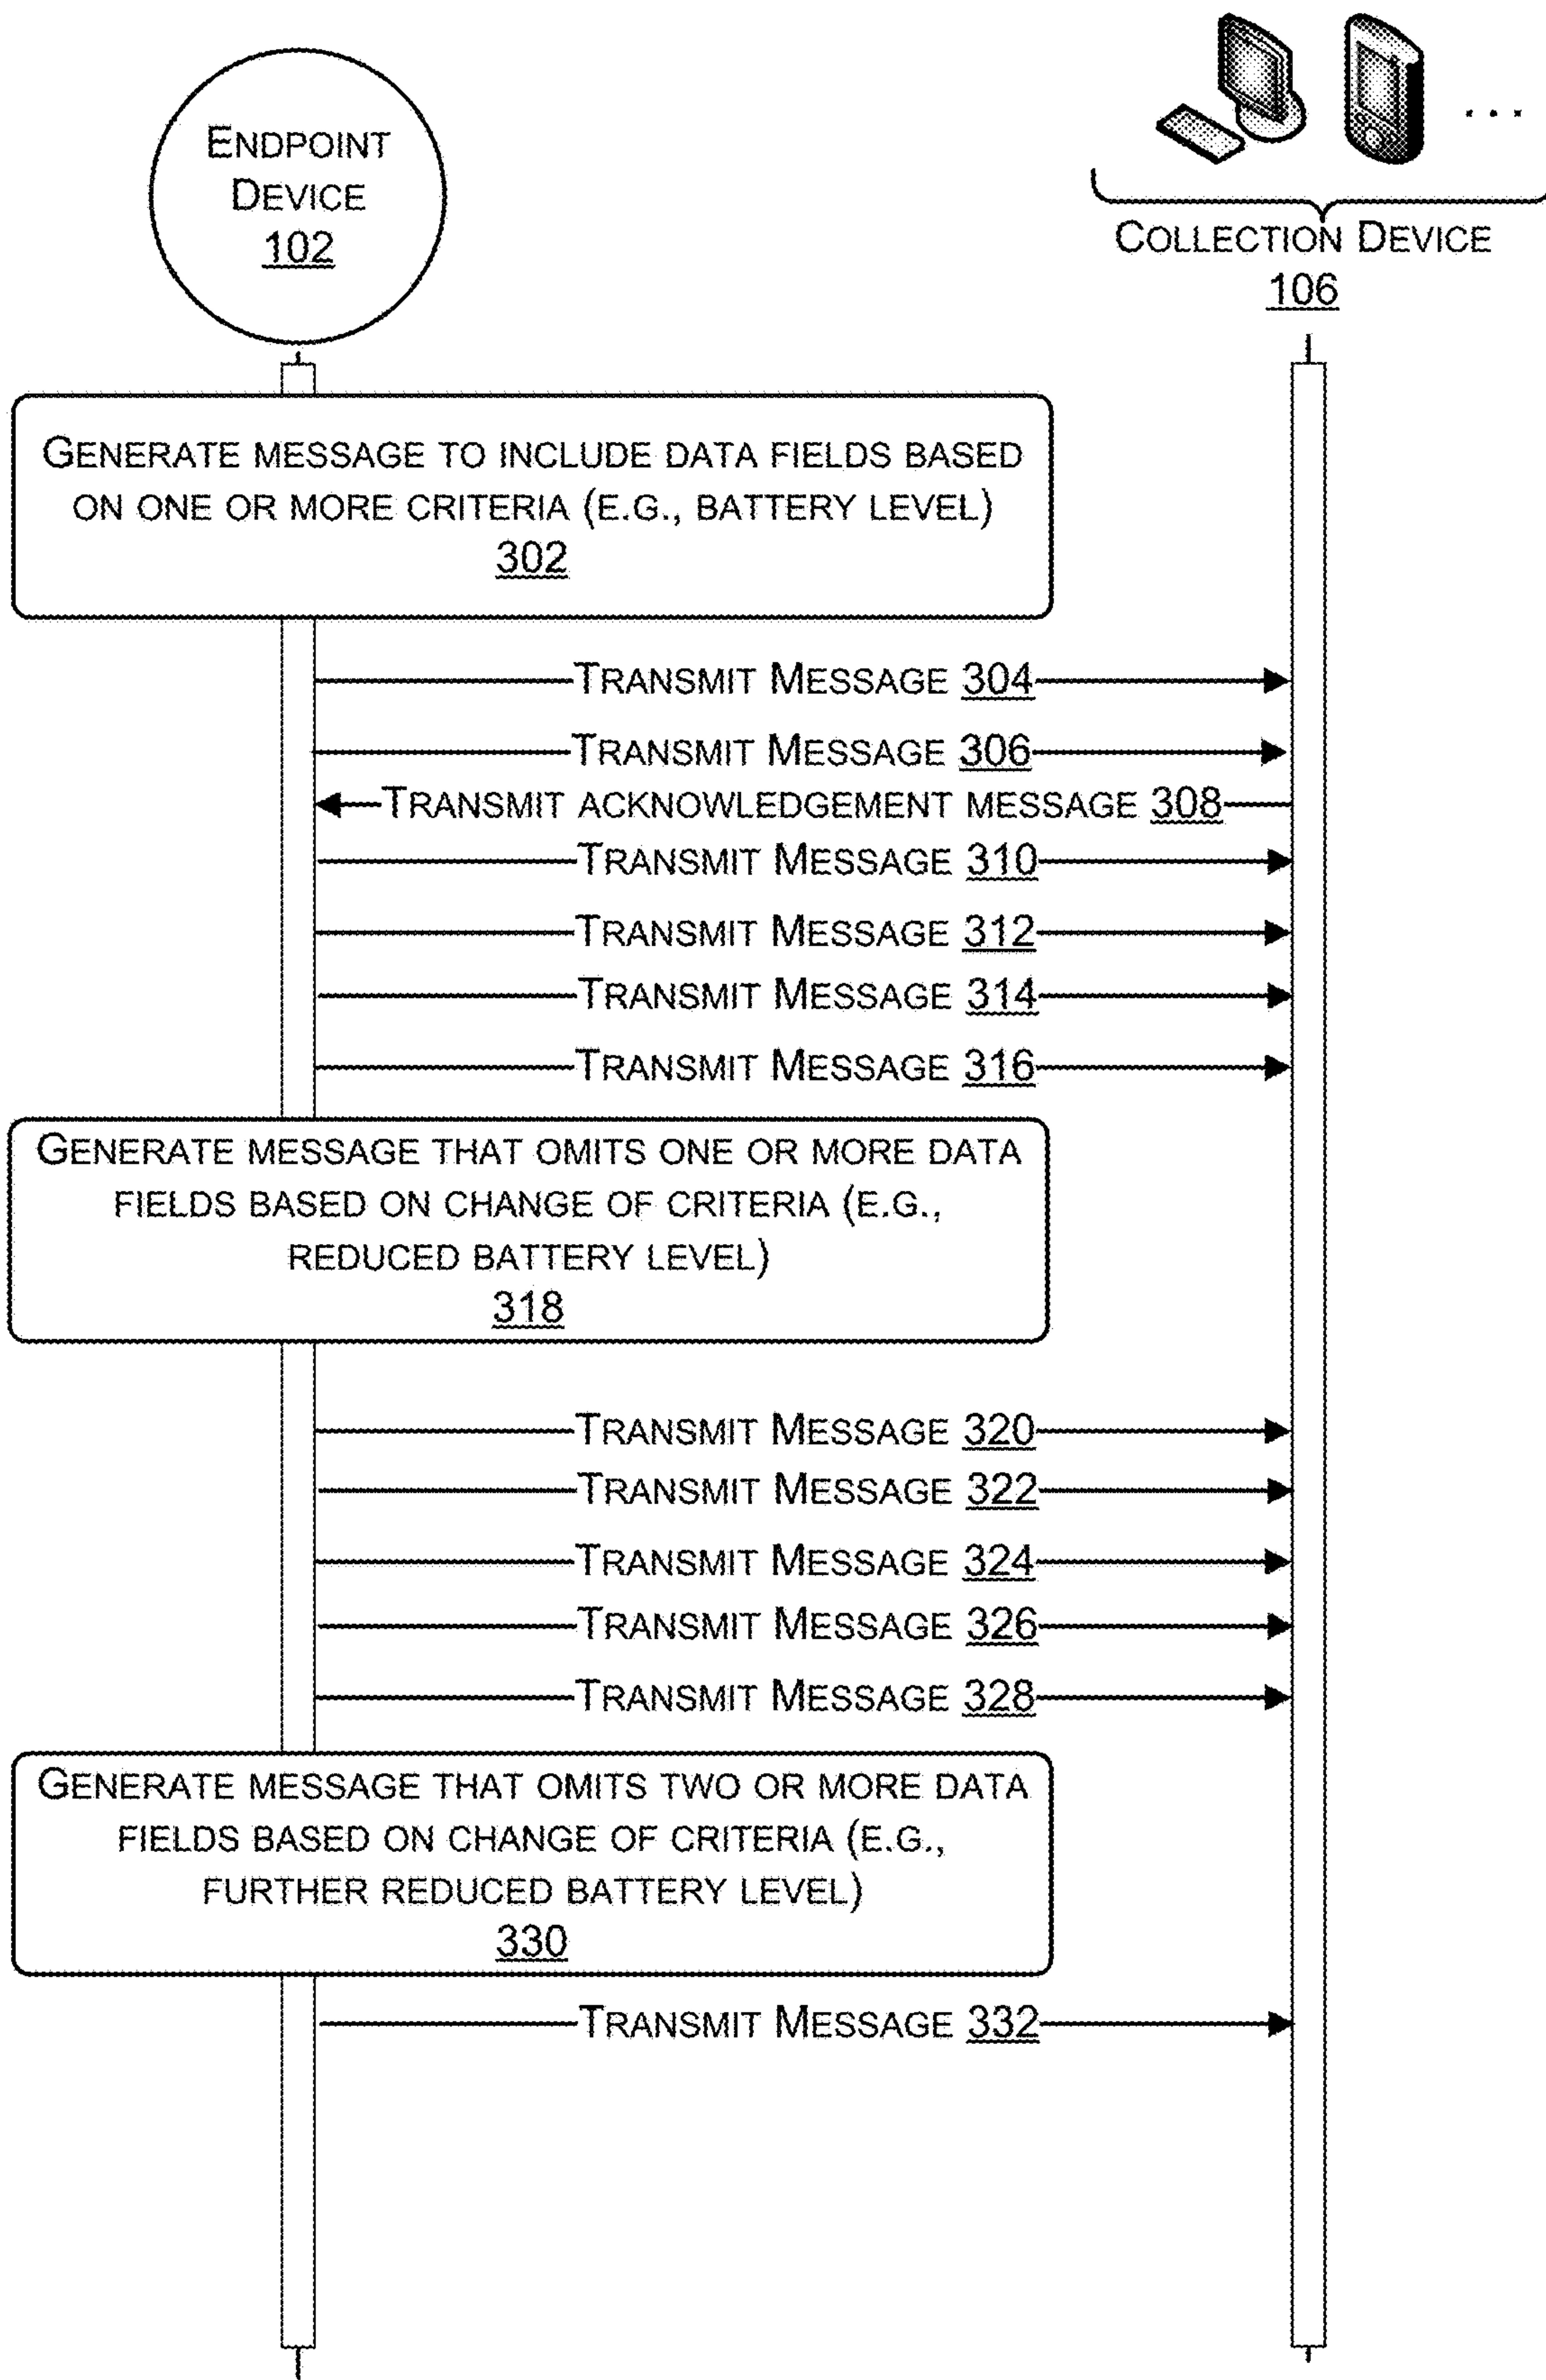 ENDPOINT
DEVICE
102
...
COLLECTION DEVICE
106
GENERATE MESSAGE TO INCLUDE DATA FIELDS BASED
ON ONE OR MORE CRITERIA (E.G., BATTERY LEVEL)
302
TRANSMIT MESSAGE 304
TRANSMIT MESSAGE 306
TRANSMIT ACKNOWLEDGEMENT MESSAGE 308
TRANSMIT MESSAGE 310
TRANSMIT MESSAGE 312
TRANSMIT MESSAGE 314
TRANSMIT MESSAGE 316
GENERATE MESSAGE THAT OMITS ONE OR MORE DATA
FIELDS BASED ON CHANGE OF CRITERIA (E.G.,
REDUCED BATTERY LEVEL)
318
TRANSMIT MESSAGE 320
TRANSMIT MESSAGE 322
TRANSMIT MESSAGE 324
TRANSMIT MESSAGE 326
TRANSMIT MESSAGE 328
GENERATE MESSAGE THAT OMITS TWO OR MORE DATA
FIELDS BASED ON CHANGE OF CRITERIA (E.G.,
FURTHER REDUCED BATTERY LEVEL)
330
TRANSMIT MESSAGE 332